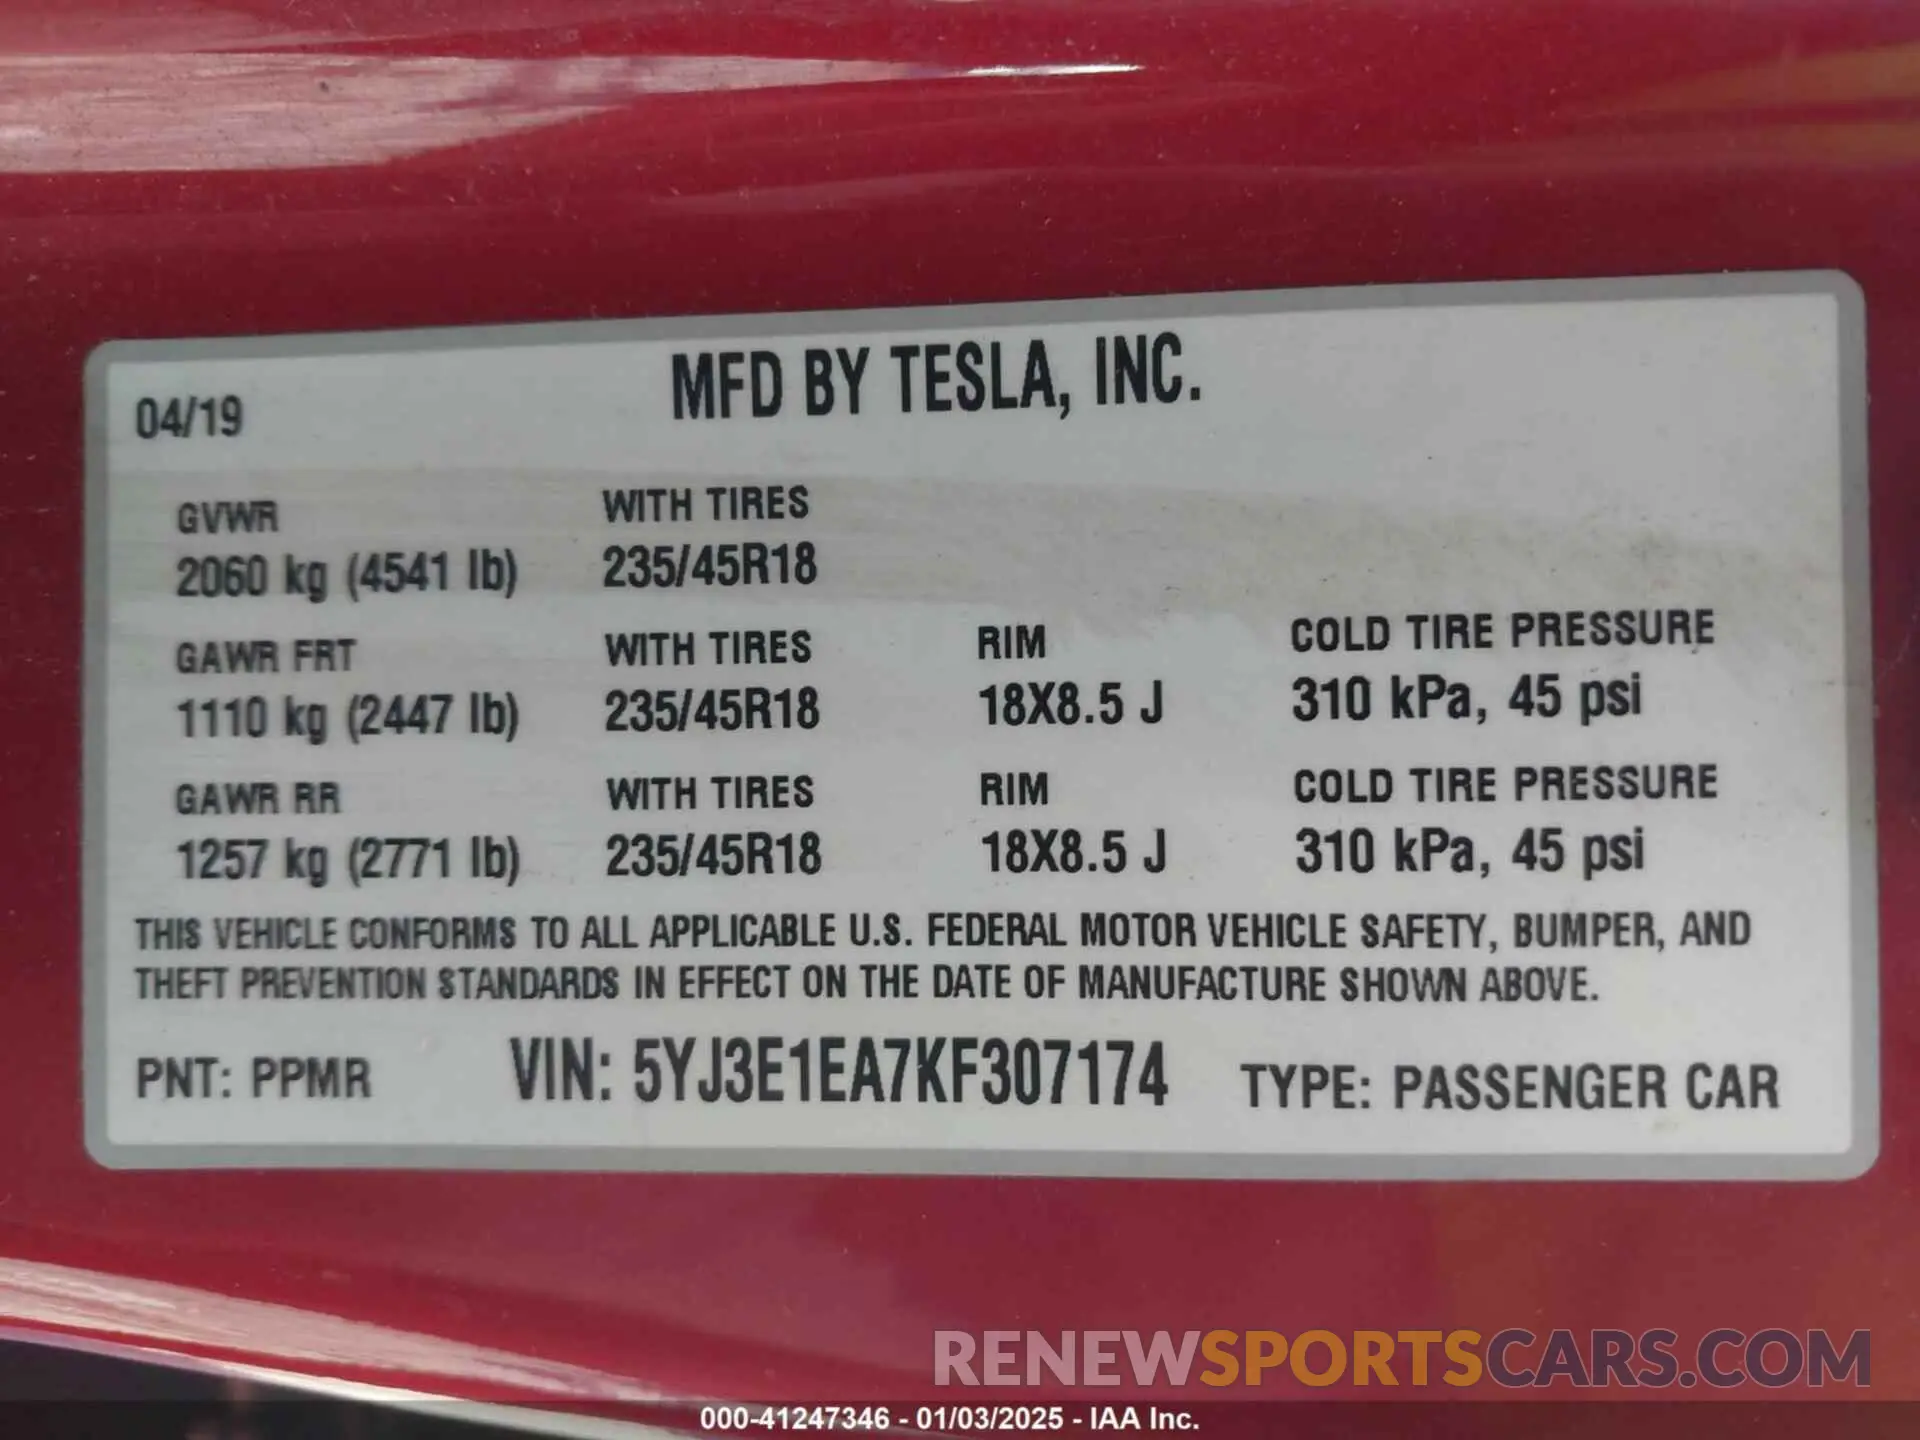 MFD BY TESLA, INC.
04/19
GVWR WITH TIRES
2060 kg (4541 lb) 235/45R18
GAWR FRT WITH TIRES RIM COLD TIRE PRESSURE
1110 kg (2447 lb) 235/45R18 18X8.5 J 310 kPa, 45 psi
GAWR RR WITH TIRES RIM COLD TIRE PRESSURE
1257 kg (2771 lb) 235/45R18 18X8.5 J 310 kPa, 45 psi
THIS VEHICLE CONFORMS TO ALL APPLICABLE U.S. FEDERAL MOTOR VEHICLE SAFETY, BUMPER, AND
THEFT PREVENTION STANDARDS IN EFFECT ON THE DATE OF MANUFACTURE SHOWN ABOVE.
PNT: PPMR VIN: 5YJ3E1EA7KF307174 TYPE: PASSENGER CAR
RENEWSPORTSCARS.COM
000-41247346 - 01/03/2025 - IAA Inc.